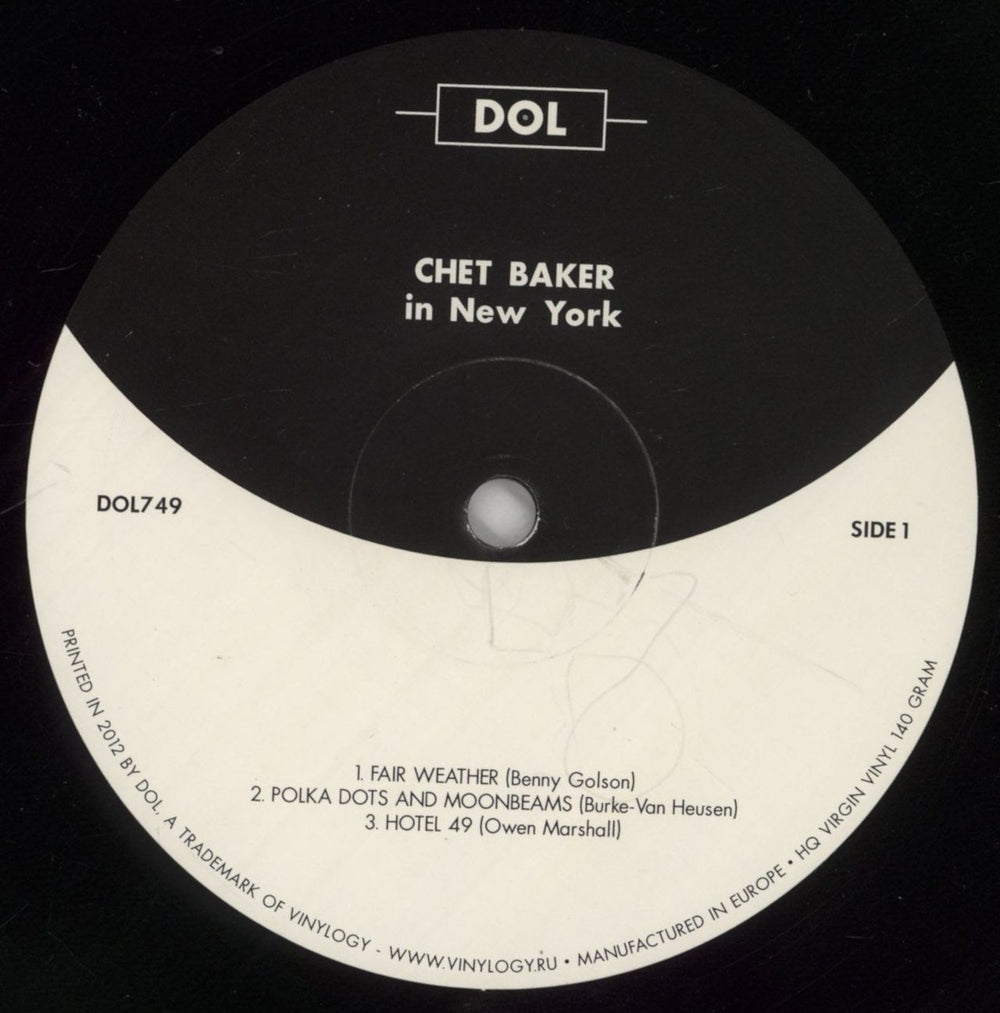 DOL
CHET BAKER
in New York
DOL749
SIDE 1
1. FAIR WEATHER (Benny Golson)
2. POLKA DOTS AND MOONBEAMS (Burke-Van Heusen)
3. HOTEL 49 (Owen Marshall)
PRINTED IN 2012 BY DOL, A TRADEMARK OF VINYLOGY - WWW.VINYLOGY.RU • MANUFACTURED IN EUROPE • HQ VIRGIN VINYL 140 GRAM